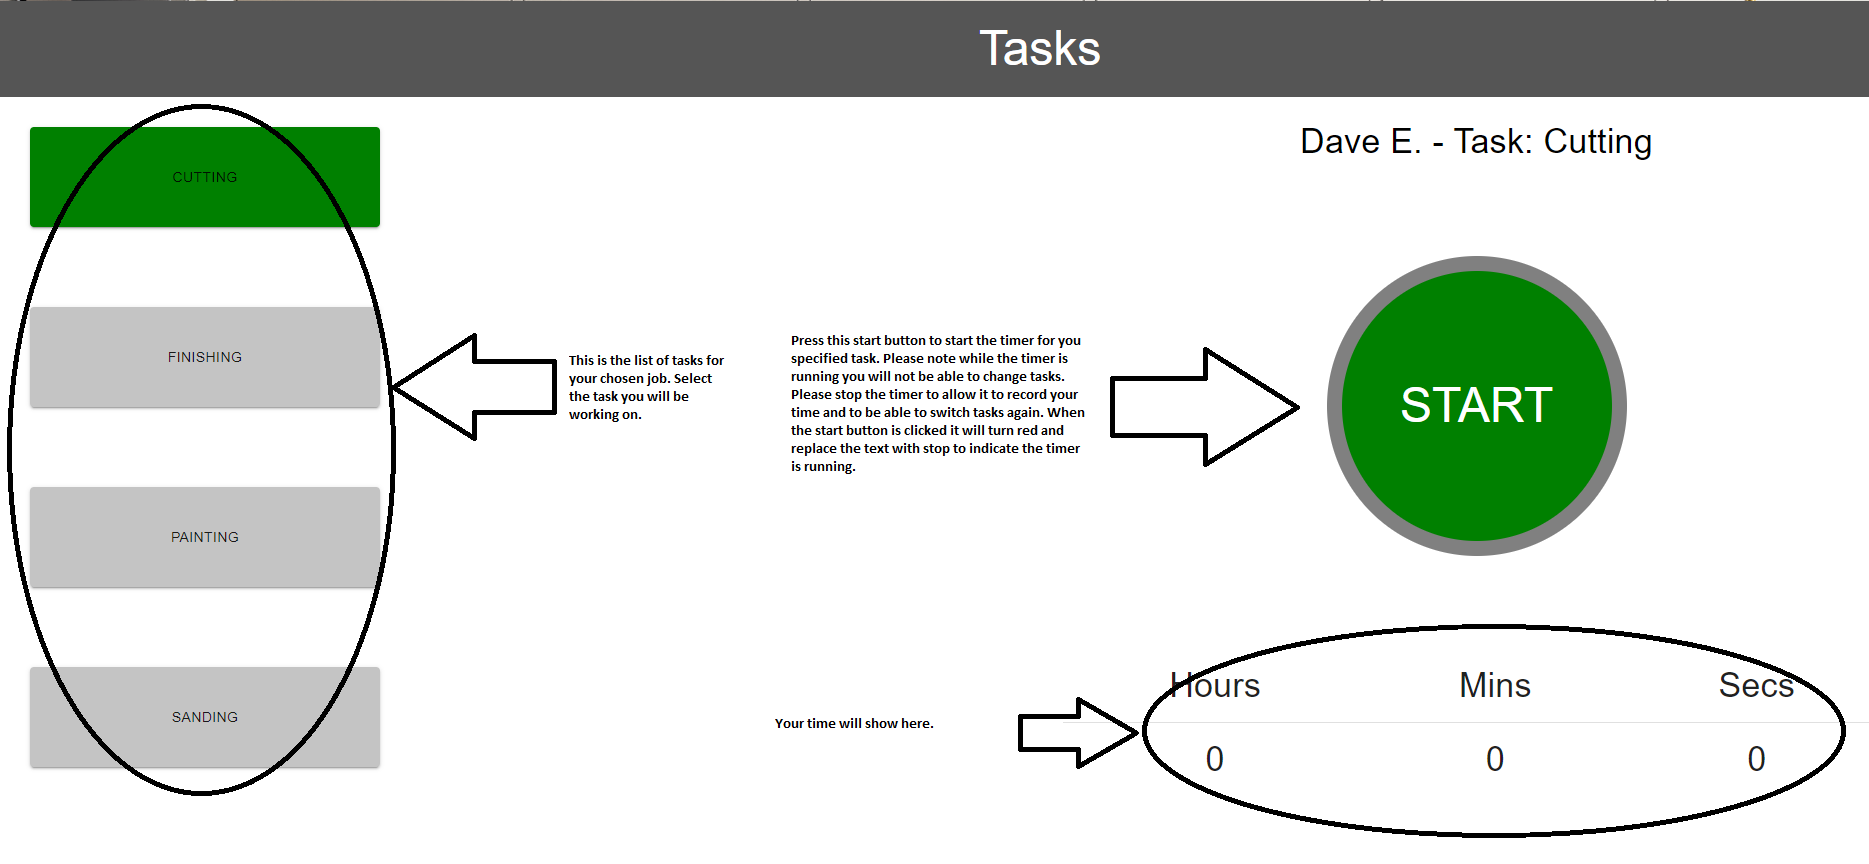 Tasks
CUTTING
FINISHING
PAINTING
SANDING
This is the list of tasks for
your chosen job. Select
the task you will be
working on.
Press this start button to start the timer for you
specified task. Please note while the timer is
running you will not be able to change tasks.
Please stop the timer to allow it to record your
time and to be able to switch tasks again. When
the start button is clicked it will turn red and
replace the text with stop to indicate the timer
is running.
Your time will show here.
Dave E. - Task: Cutting
START
Hours Mins Secs
0 0 0